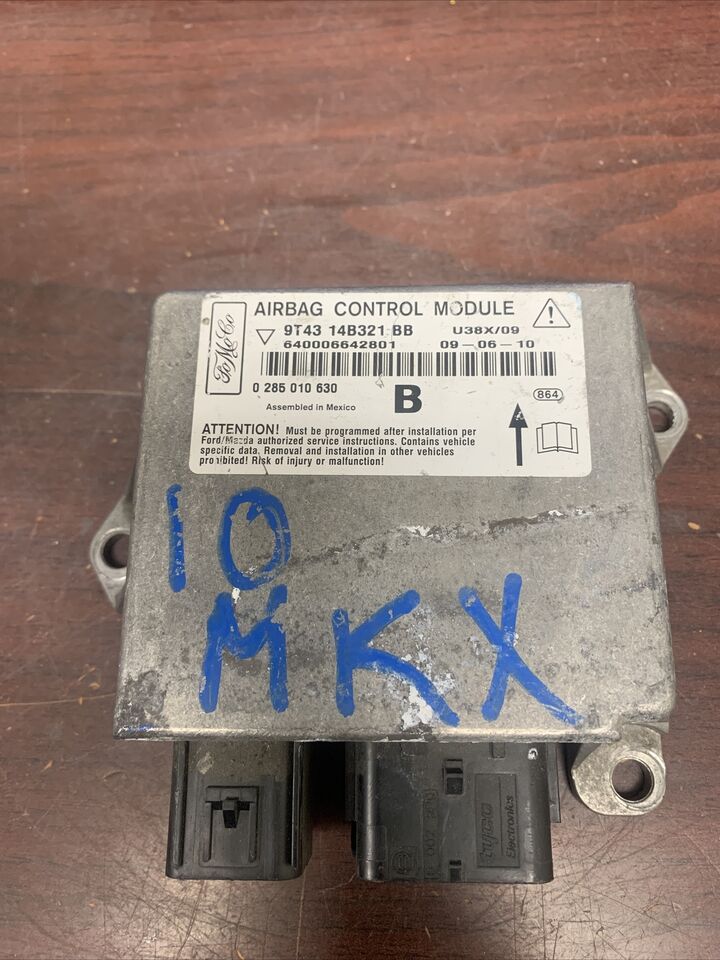 FoMoCo
AIRBAG CONTROL MODULE
9T43 14B321 BB U38X/09
640006642801 09-06-10
0 285 010 630
Assembled in Mexico B 864
ATTENTION! Must be programmed after installation per
Ford/Mazda authorized service instructions. Contains vehicle
specific data. Removal and installation in other vehicles
prohibited! Risk of injury or malfunction!
10
MKX
tyco
Electronics